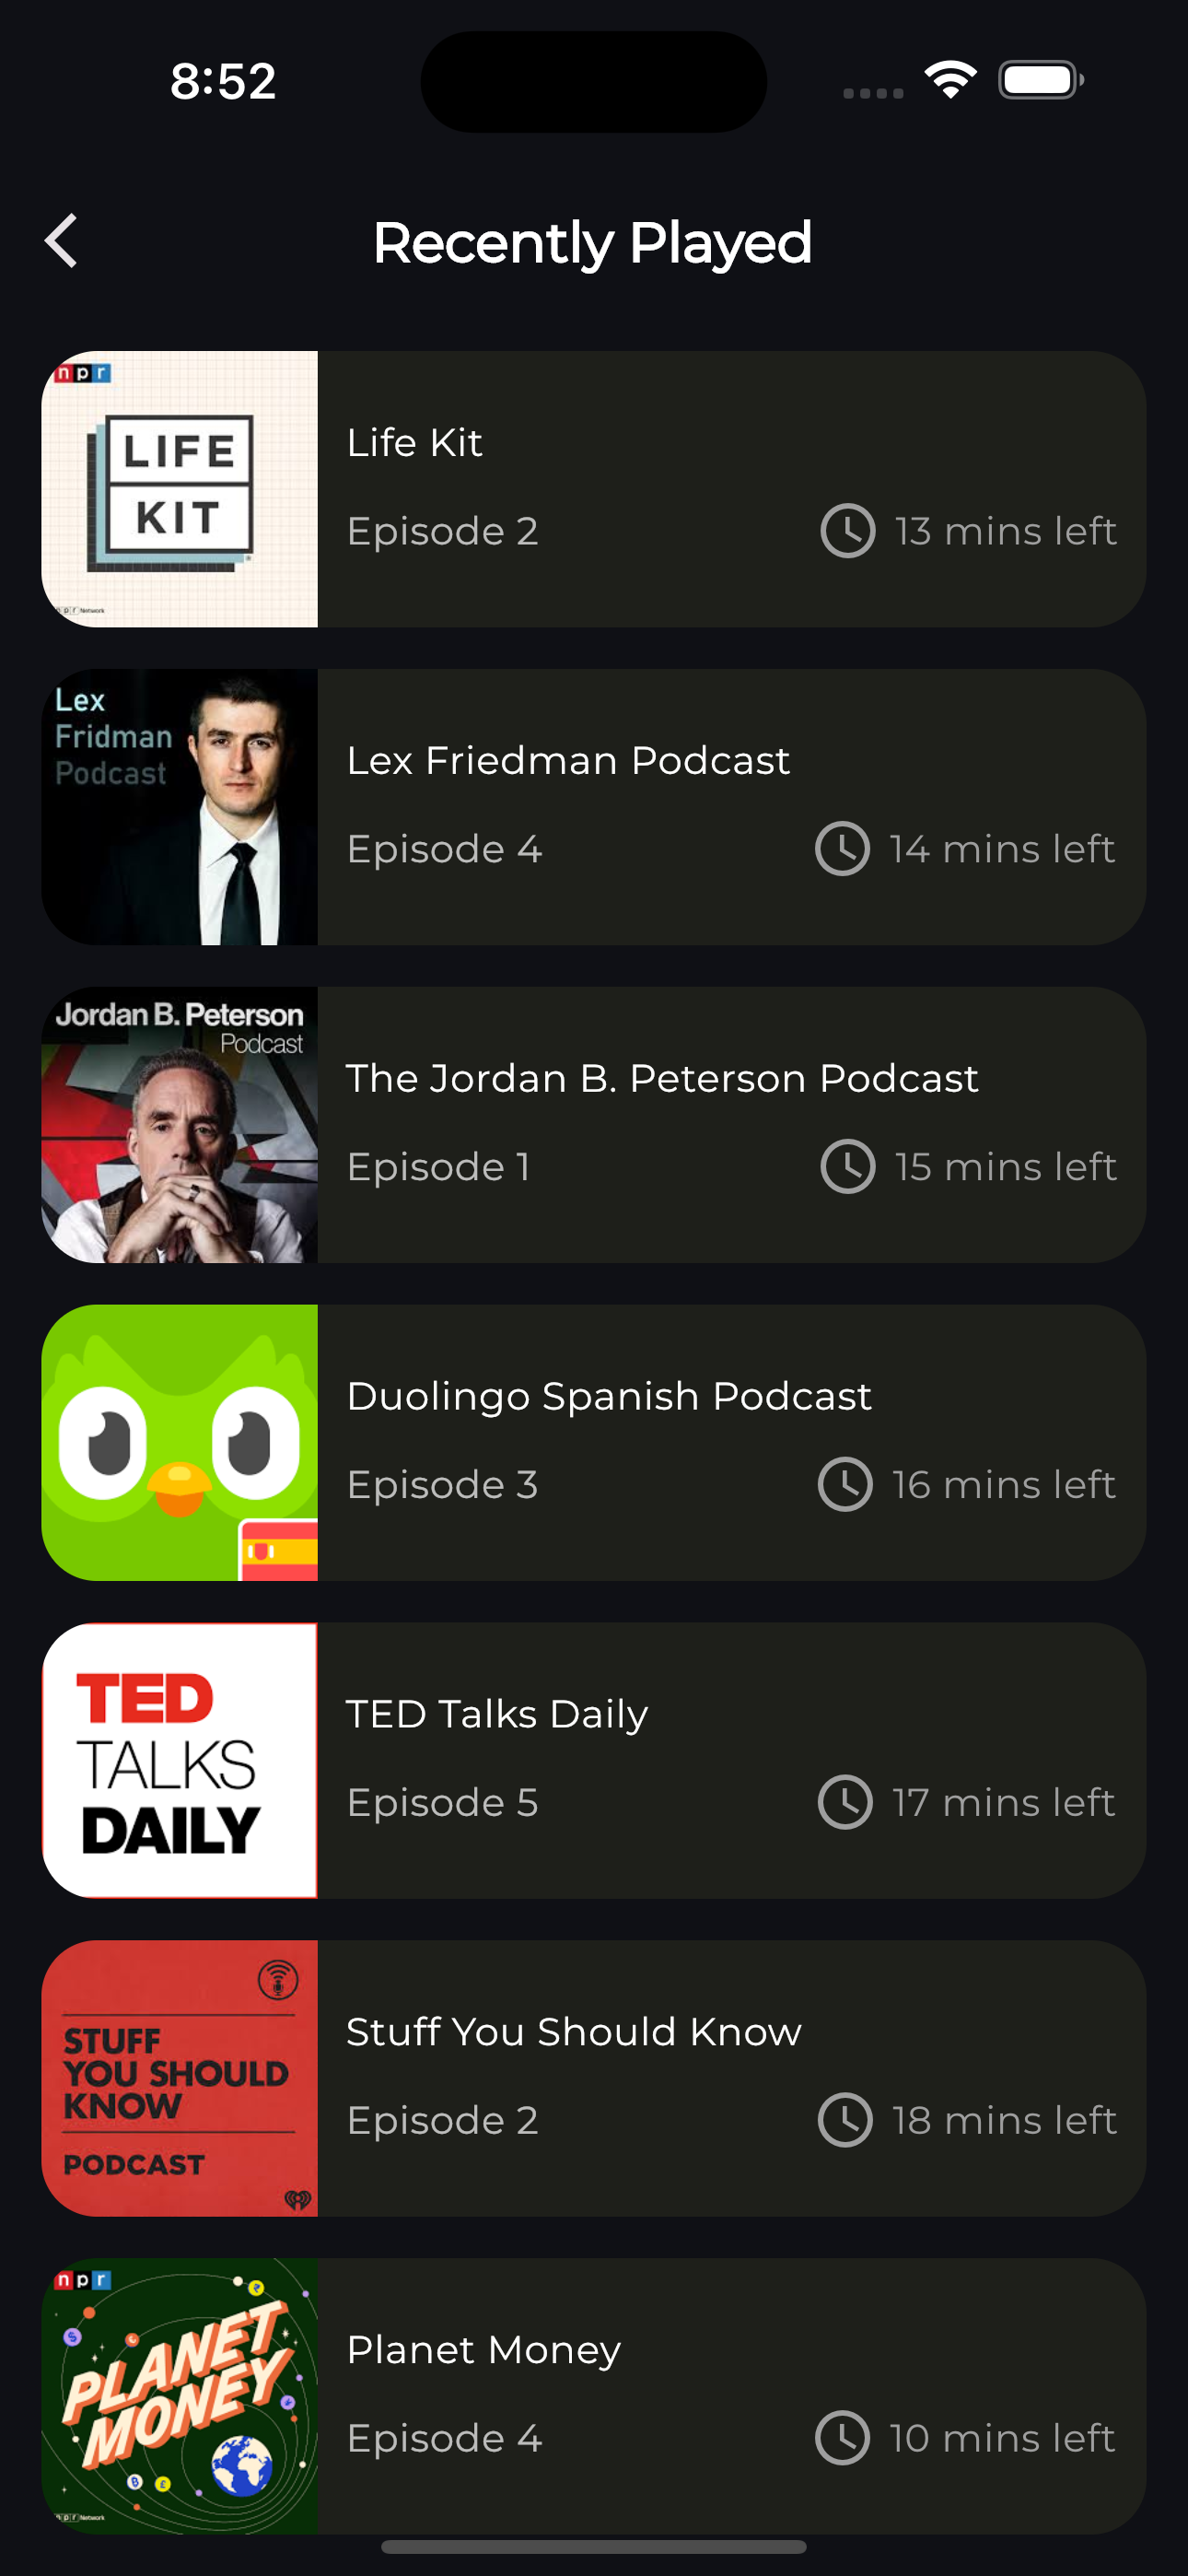 8:52
Recently Played
npr
LIFE
KIT
npr Network
Life Kit
Episode 2
13 mins left
Lex
Fridman
Podcast
Lex Friedman Podcast
Episode 4
14 mins left
Jordan B. Peterson
Podcast
The Jordan B. Peterson Podcast
Episode 1
15 mins left
Duolingo Spanish Podcast
Episode 3
16 mins left
TED
TALKS
DAILY
TED Talks Daily
Episode 5
17 mins left
STUFF
YOU SHOULD
KNOW
PODCAST
Stuff You Should Know
Episode 2
18 mins left
npr
PLANET
MONEY
npr Network
Planet Money
Episode 4
10 mins left